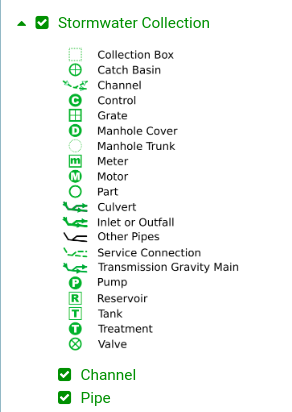 Stormwater Collection
Collection Box
Catch Basin
Channel
C Control
Grate
D Manhole Cover
Manhole Trunk
m Meter
M Motor
Part
Culvert
Inlet or Outfall
Other Pipes
Service Connection
Transmission Gravity Main
P Pump
R Reservoir
T Tank
T Treatment
Valve
Channel
Pipe